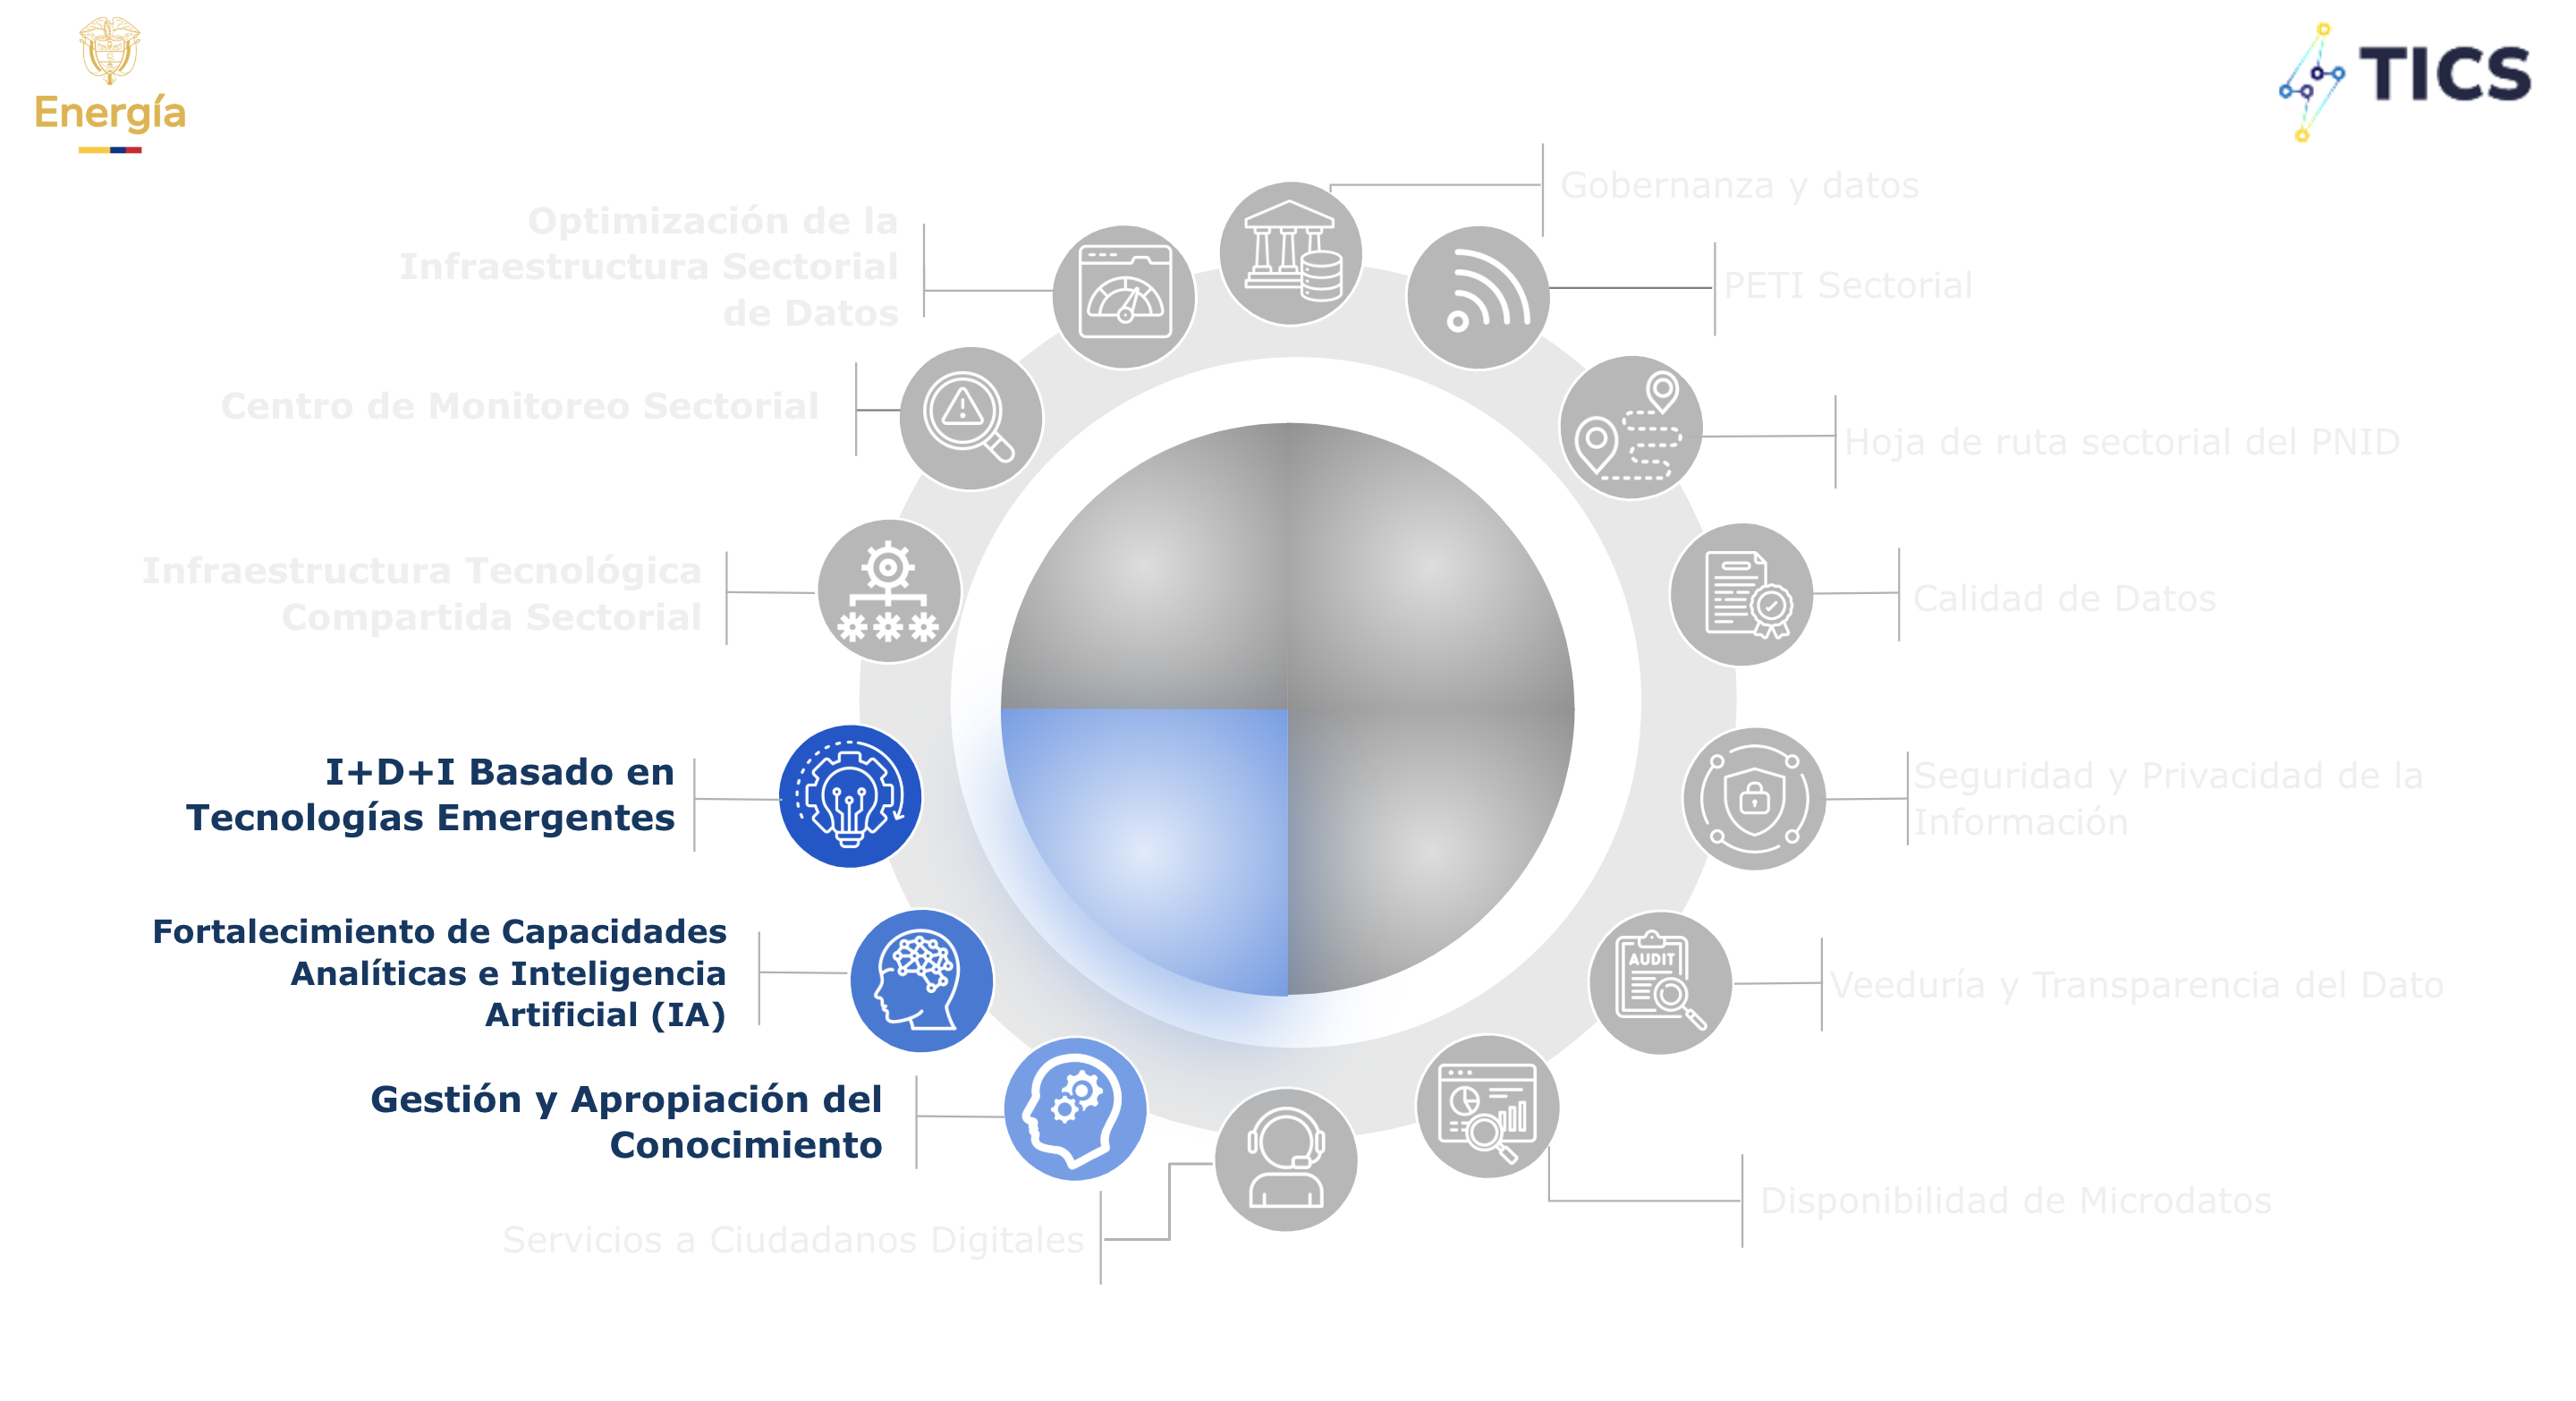 Energía
TICS
Gobernanza y datos
PETI Sectorial
Hoja de ruta sectorial del PNID
Calidad de Datos
Seguridad y Privacidad de la
Información
AUDIT
Veeduría y Transparencia del Dato
Disponibilidad de Microdatos
Servicios a Ciudadanos Digitales
Gestión y Apropiación del
Conocimiento
Fortalecimiento de Capacidades
Analíticas e Inteligencia
Artificial (IA)
I+D+I Basado en
Tecnologías Emergentes
Infraestructura Tecnológica
Compartida Sectorial
Centro de Monitoreo Sectorial
Optimización de la
Infraestructura Sectorial
de Datos